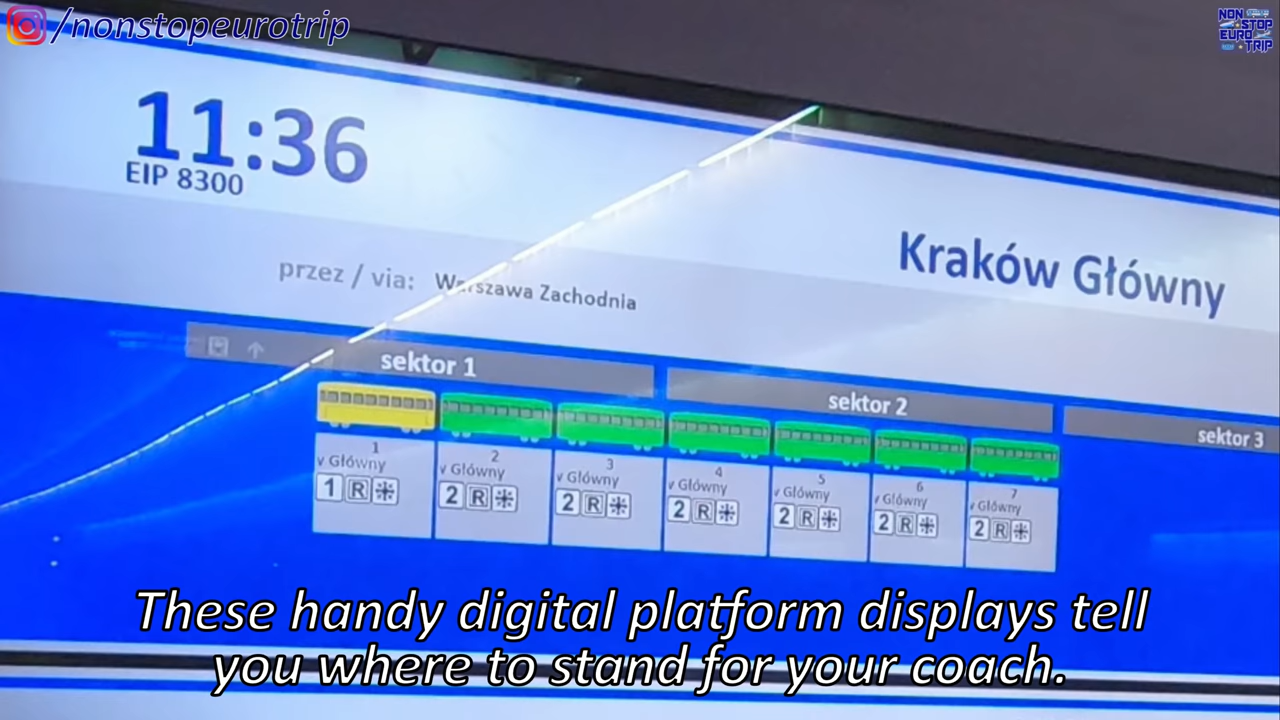 /nonstopeurotrip
NON
STOP
EURO
TRIP
11:36
EIP 8300
Kraków Główny
przez / via: Warszawa Zachodnia
sektor 1
sektor 2
sektor 3
1 2 3 4 5 6 7
v Główny v Główny v Główny v Główny v Główny v Główny v Główny
1 R 2 R 2 R 2 R 2 R 2 R 2 R
These handy digital platform displays tell
you where to stand for your coach.